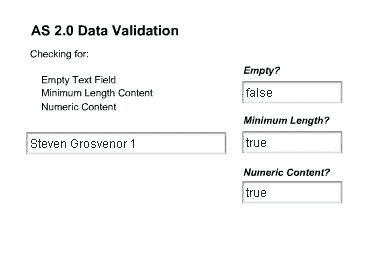 AS 2.0 Data Validation
Checking for:
Empty Text Field
Minimum Length Content
Numeric Content
Steven Grosvenor 1
Empty?
false
Minimum Length?
true
Numeric Content?
true